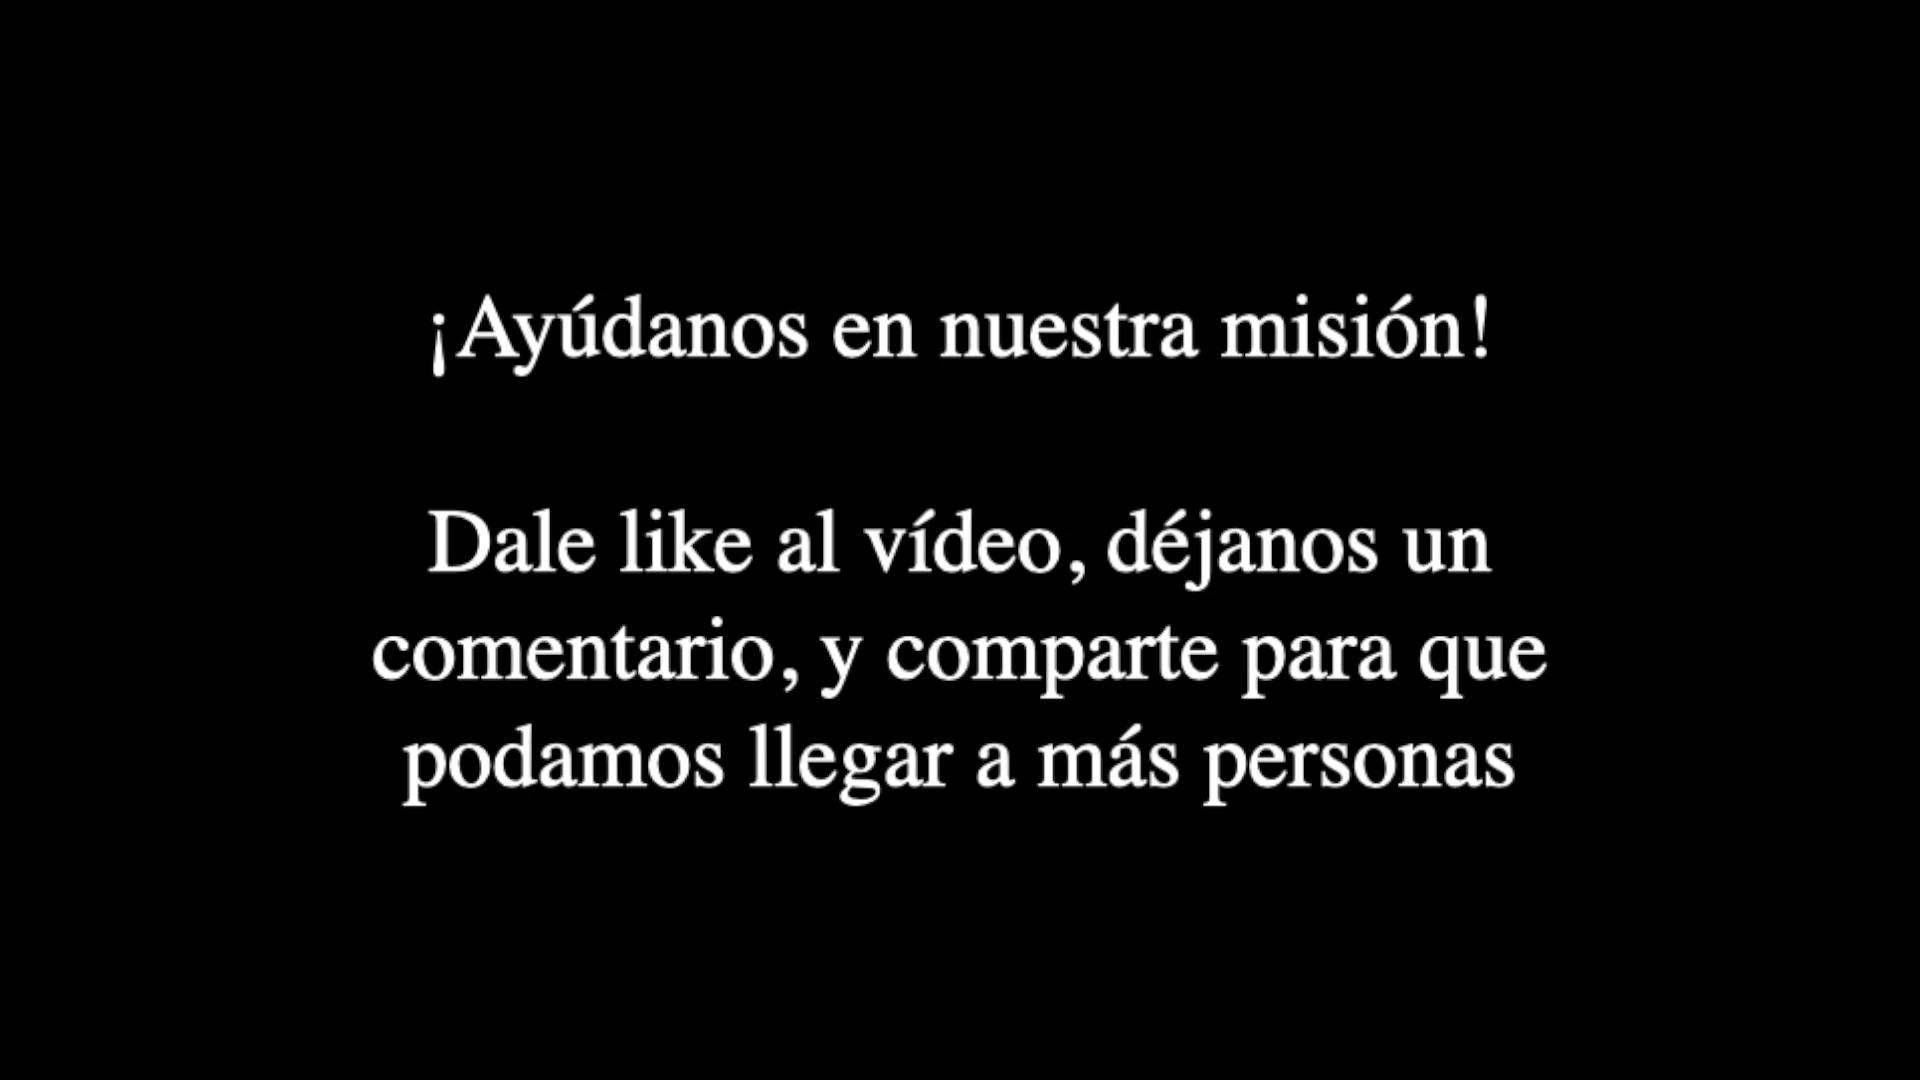 ¡Ayúdanos en nuestra misión!
Dale like al vídeo, déjanos un
comentario, y comparte para que
podamos llegar a más personas